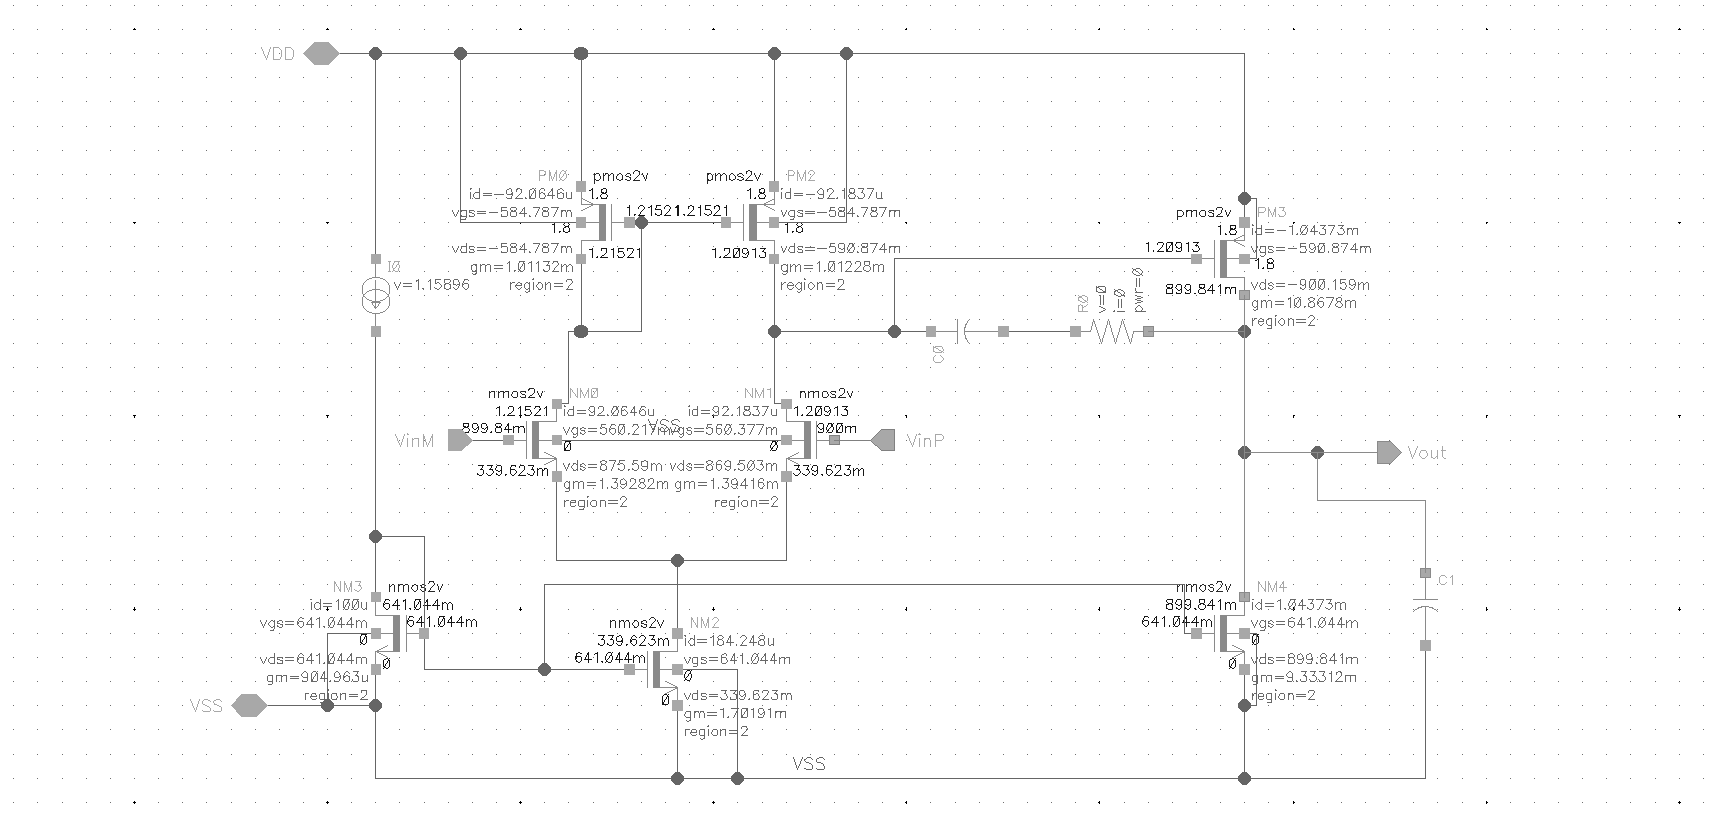 VDD
PM0
pmos2v
id=-92.0646u
1.8
vgs=-584.787m
1.21521
1.8
vds=-584.787m
1.21521
gm=1.01132m
region=2
pmos2v
PM2
1.8
id=-92.1837u
1.21521
vgs=-584.787m
1.8
vds=-590.874m
1.20913
gm=1.01228m
region=2
pmos2v
PM3
1.8
id=-1.04373m
1.20913
vgs=-590.874m
1.8
899.841m
vds=-900.159m
gm=10.8678m
region=2
I0
v=1.15896
C0
R0
v=0
i=0
pwr=0
nmos2v
NM0
1.21521
id=92.0646u
899.84m
vgs=560.217m
0
VinM
339.623m
vds=875.59m
gm=1.39282m
region=2
VSS
NM1
nmos2v
id=92.1837u
1.20913
vgs=560.377m
900m
0
VinP
vds=869.503m
339.623m
gm=1.39416m
region=2
Vout
NM3
nmos2v
id=100u
641.044m
vgs=641.044m
641.044m
0
vds=641.044m
0
gm=904.963u
region=2
VSS
nmos2v
NM2
339.623m
id=184.248u
641.044m
vgs=641.044m
0
vds=339.623m
0
gm=1.70191m
region=2
nmos2v
NM4
899.841m
id=1.04373m
641.044m
vgs=641.044m
0
0
vds=899.841m
gm=9.33312m
region=2
C1
VSS